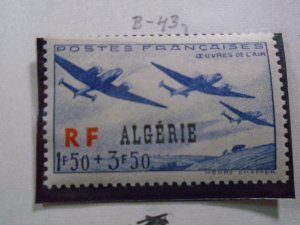 B-43
POSTES FRANÇAISES
ŒUVRES DE L'AIR
RF ALGÉRIE
1F50+3F50
HENRY CHEFFER